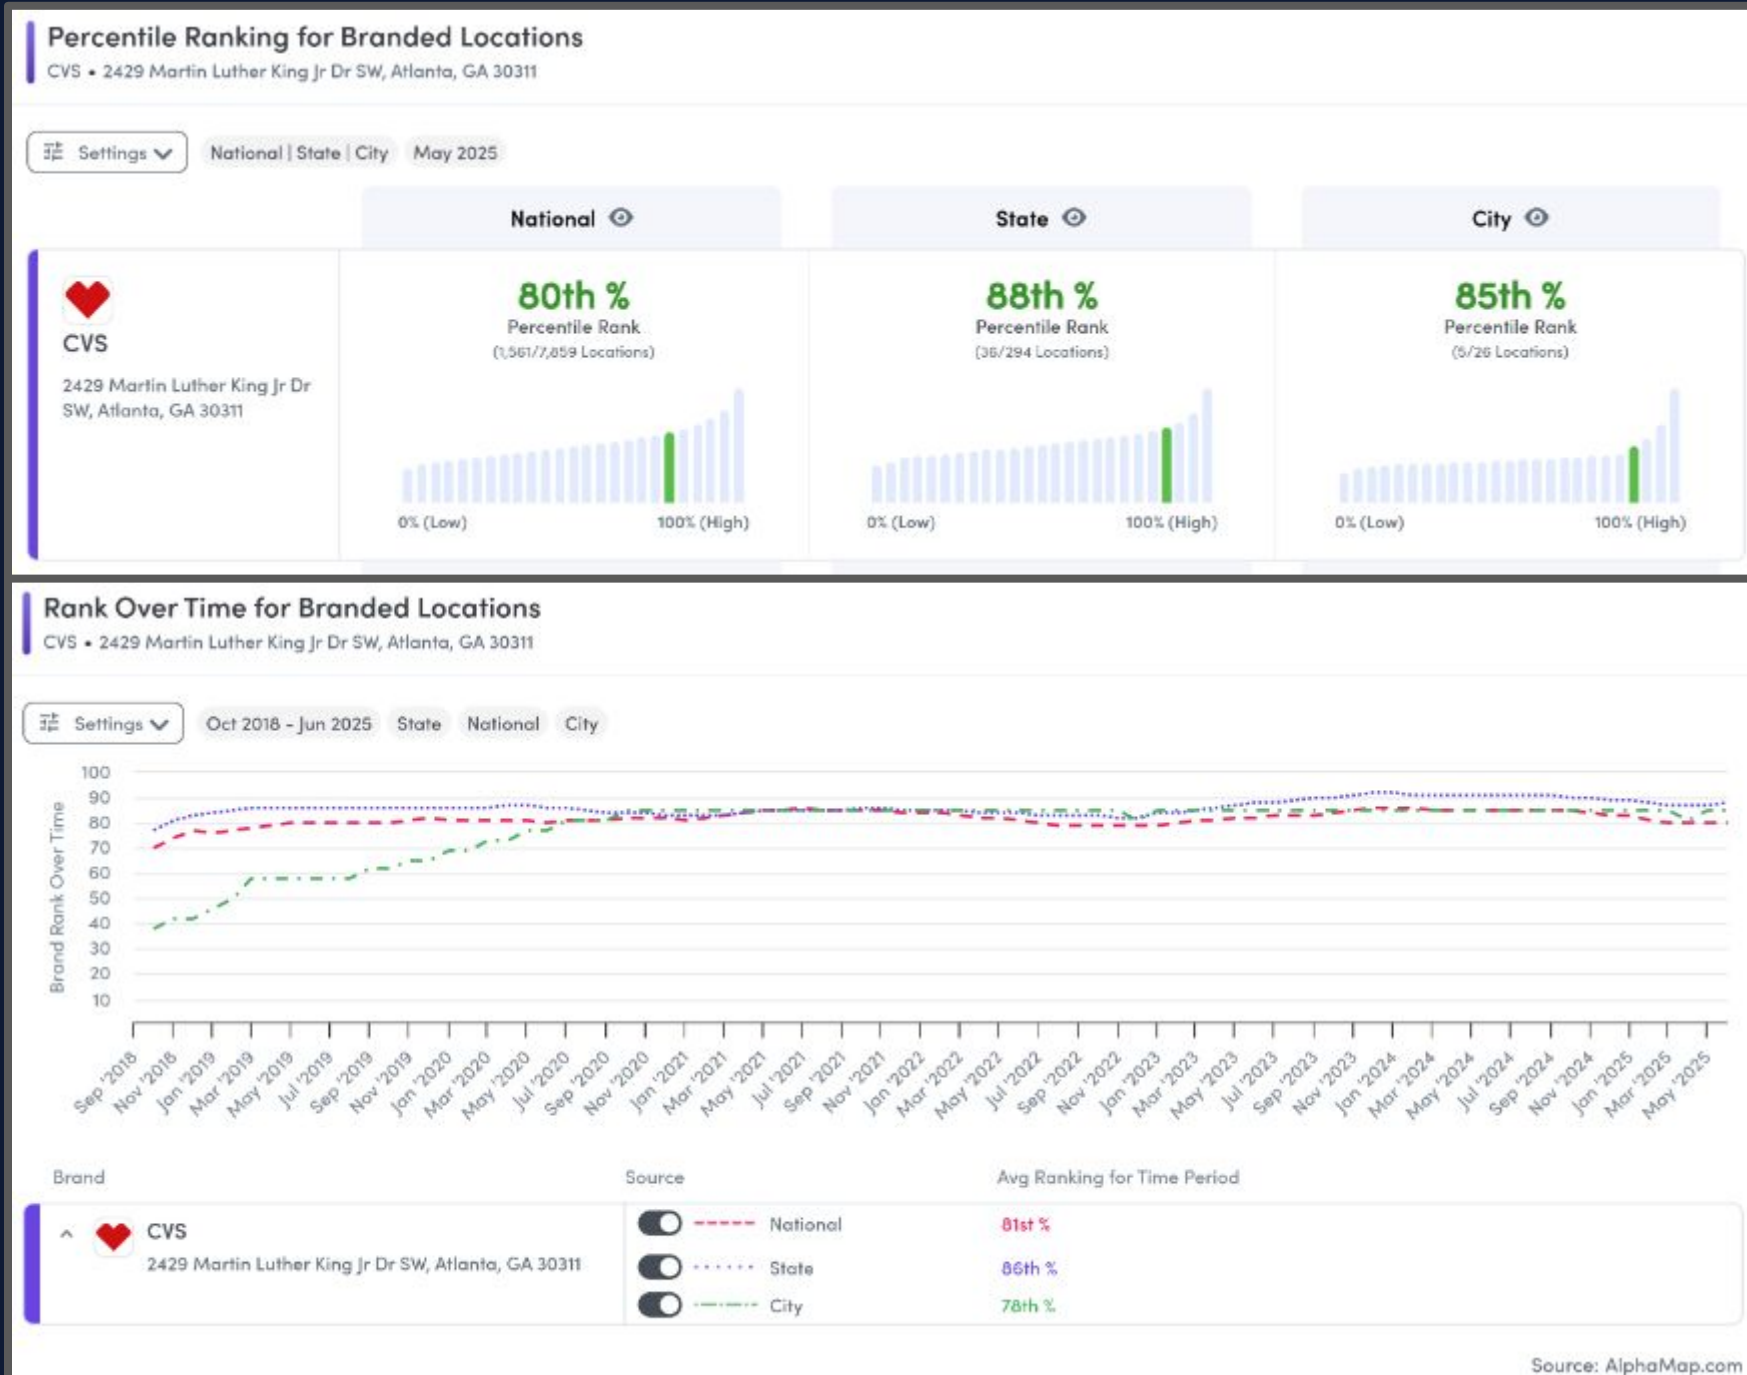 Percentile Ranking for Branded Locations
CVS • 2429 Martin Luther King Jr Dr SW, Atlanta, GA 30311
Settings National | State | City May 2025
National State City
80th % 88th % 85th %
Percentile Rank Percentile Rank Percentile Rank
(1,561/7,859 Locations) (36/294 Locations) (5/26 Locations)
CVS
2429 Martin Luther King Jr Dr
SW, Atlanta, GA 30311
0% (Low) 100% (High) 0% (Low) 100% (High) 0% (Low) 100% (High)
Rank Over Time for Branded Locations
CVS • 2429 Martin Luther King Jr Dr SW, Atlanta, GA 30311
Settings Oct 2018 - Jun 2025 State National City
Brand Rank Over Time
100
90
80
70
60
50
40
30
20
10
Sep '2018 Nov '2018 Jan '2019 Mar '2019 May '2019 Jul '2019 Sep '2019 Nov '2019 Jan '2020 Mar '2020 May '2020 Jul '2020 Sep '2020 Nov '2020 Jan '2021 Mar '2021 May '2021 Jul '2021 Sep '2021 Nov '2021 Jan '2022 Mar '2022 May '2022 Jul '2022 Sep '2022 Nov '2022 Jan '2023 Mar '2023 May '2023 Jul '2023 Sep '2023 Nov '2023 Jan '2024 Mar '2024 May '2024 Jul '2024 Sep '2024 Nov '2024 Jan '2025 Mar '2025 May '2025
Brand Source Avg Ranking for Time Period
CVS
2429 Martin Luther King Jr Dr SW, Atlanta, GA 30311
National 81st %
State 86th %
City 78th %
Source: AlphaMap.com